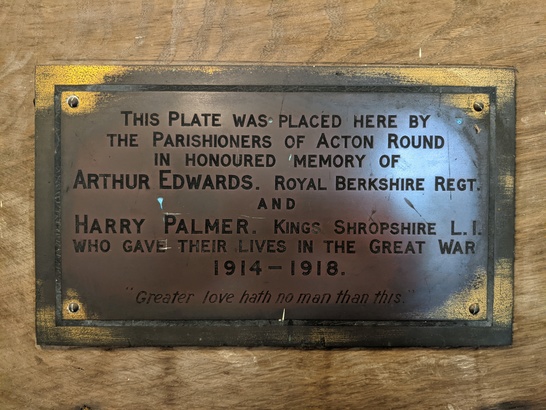 THIS PLATE WAS PLACED HERE BY
THE PARISHIONERS OF ACTON ROUND
IN HONOURED MEMORY OF
ARTHUR EDWARDS. ROYAL BERKSHIRE REGT.
AND
HARRY PALMER. KINGS SHROPSHIRE L.I.
WHO GAVE THEIR LIVES IN THE GREAT WAR
1914-1918.
"Greater love hath no man than this."